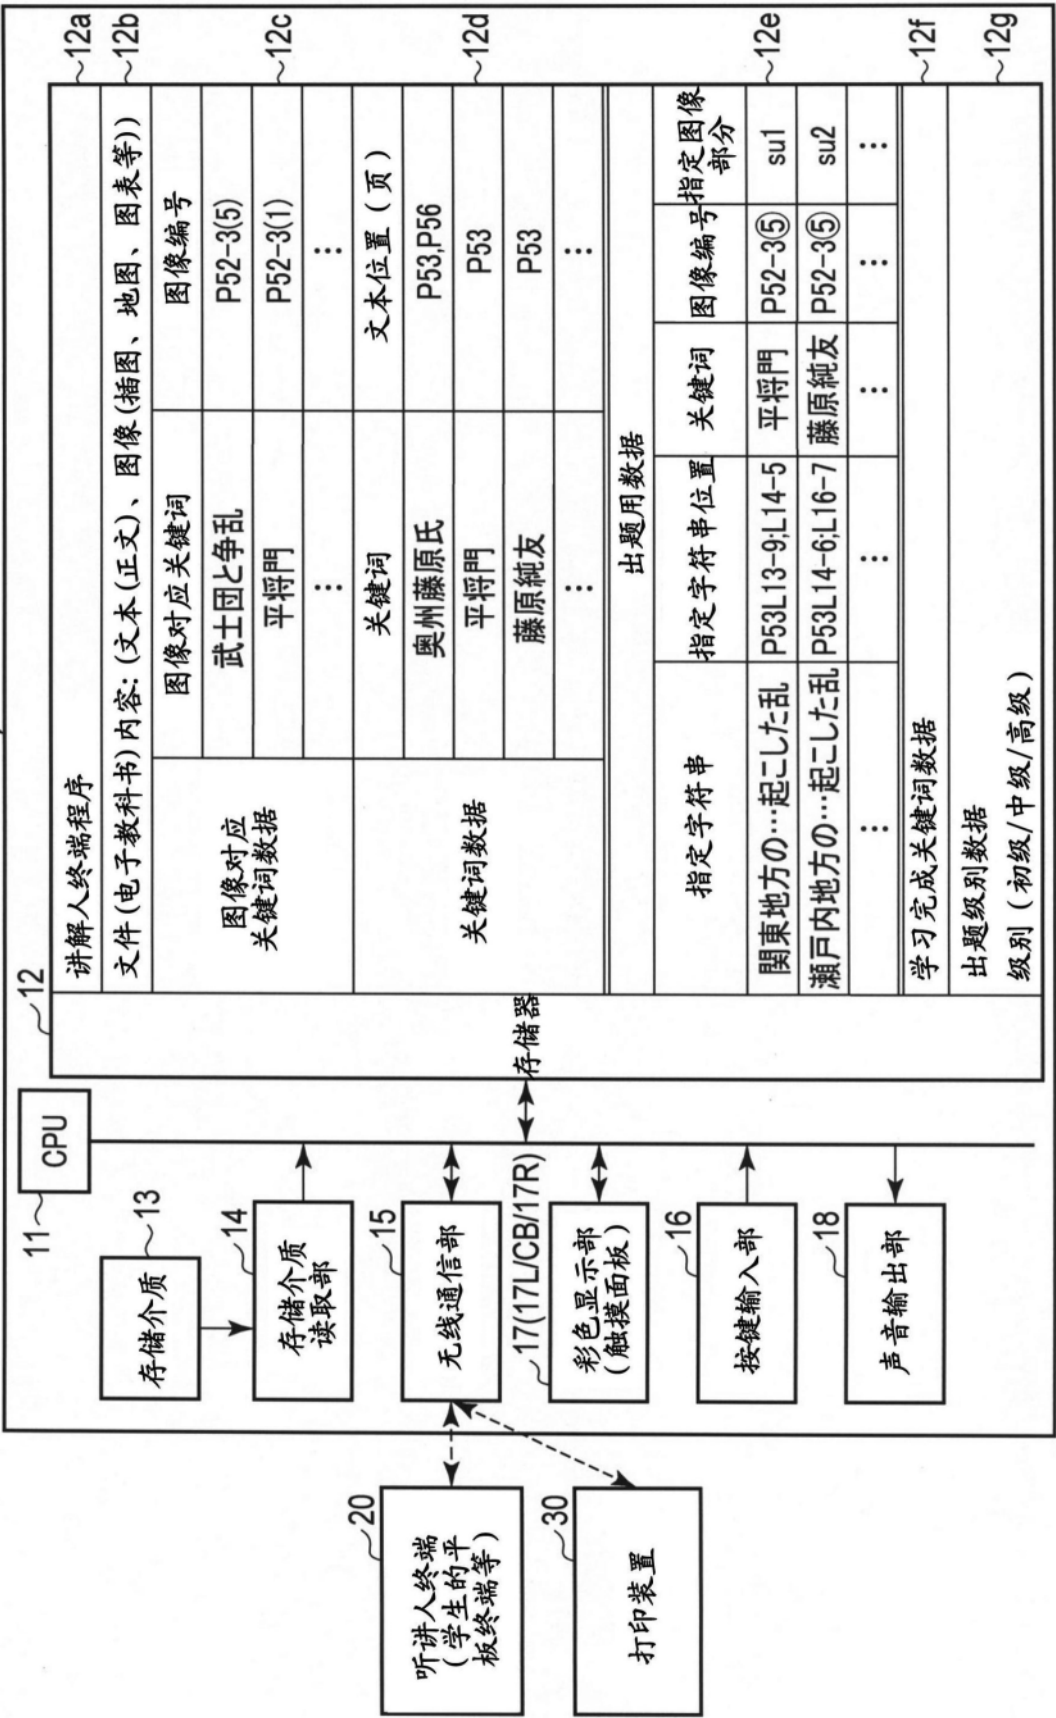 11
CPU
12
存储器
12a
讲解人终端程序
12b
文件(电子教科书)内容:(文本(正文)、图像(插图、地图、图表等))
12c
图像对应
关键词数据
图像对应关键词 图像编号
武士団と争乱 P52-3(5)
平将門 P52-3(1)
⋮ ⋮
12d
关键词数据
关键词 文本位置(页)
奥州藤原氏 P53,P56
平将門 P53
藤原純友 P53
⋮ ⋮
12e
出题用数据
指定字符串 指定字符串位置 关键词 图像编号 指定图像
部分
関東地方の…起こした乱 P53L13-9;L14-5 平将門 P52-3⑤ su1
瀬戸内地方の…起こした乱 P53L14-6;L16-7 藤原純友 P52-3⑤ su2
⋮ ⋮ ⋮ ⋮ ⋮
12f
学习完成关键词数据
12g
出题级别数据
级别(初级/中级/高级)
13
存储介质
14
存储介质
读取部
15
无线通信部
17(17L/CB/17R)
彩色显示部
(触摸面板)
16
按键输入部
18
声音输出部
20
听讲人终端
(学生的平
板终端等)
30
打印装置